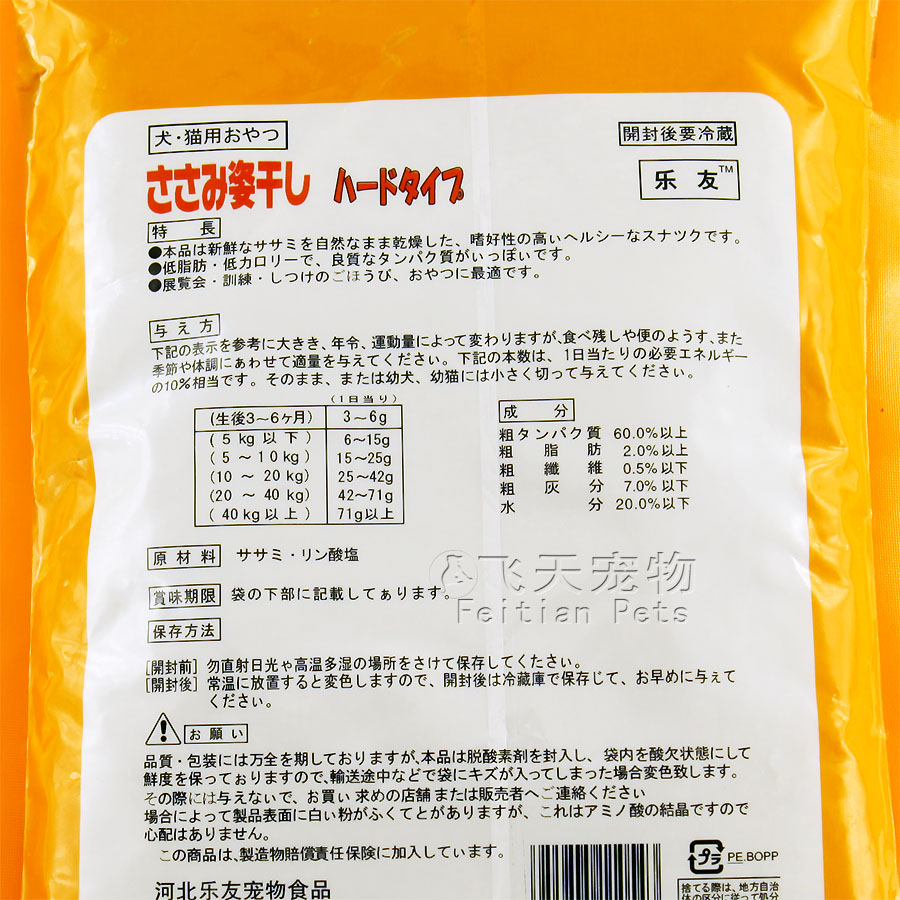 犬・猫用おやつ
開封後要冷蔵
ささみ姿干し ハードタイプ
乐友™
特長
●本品は新鮮なササミを自然なまま乾燥した、嗜好性の高いヘルシーなスナツクです。
●低脂肪・低カロリーで、良質なタンパク質がいっぽぃです。
●展覧会・訓練・しつけのごほうび、おやつに最適です。
与え方
下記の表示を参考に大きき、年令、運動量によって変わりますが､食べ残しや便のようす､また
季節や体調にぁわせて適量を与えてください。下記の本数は、1日当たりの必要エネルギー
の10%相当です。そのまま、または幼犬、幼猫には小さく切って与えてください。
(1日当り)
(生後3～6ヶ月) 3～6g
(5kg以下) 6～15g
(5～10kg) 15～25g
(10～20kg) 25～42g
(20～40kg) 42～71g
(40kg以上) 71g以上
成分
粗タンパク質 60.0%以上
粗脂肪 2.0%以上
粗繊維 0.5%以下
粗灰分 7.0%以下
水分 20.0%以下
原材料 ササミ・リン酸塩
賞味期限 袋の下部に記載してぁります。
飞天宠物
Feitian Pets
保存方法
[開封前] 勿直射日光ゃ高温多湿の場所をさけて保存してくたさい。
[開封後] 常温に放置すると変色しますので、開封後は冷蔵庫で保存じて、お早めに与えて
ください。
お願い
品質・包装には万全を期しておりますが､本品は脱酸素剤を封入し、袋内を酸欠状態にして
鮮度を保っておりますので､輸送途中などで袋にキズが入ってしまった場合変色致します。
その際には与えないで、お買い求めの店舗または販売者へご連絡ください
場合によって製品表面に白い粉がふくてとがありますが、これはアミノ酸の結晶ですので
心配はありません。
この商品は､製造物賠償責任保険に加入しています。
プラ
PE.BOPP
河北乐友宠物食品
捨てる際は、地方自治
体の区分に従って処分